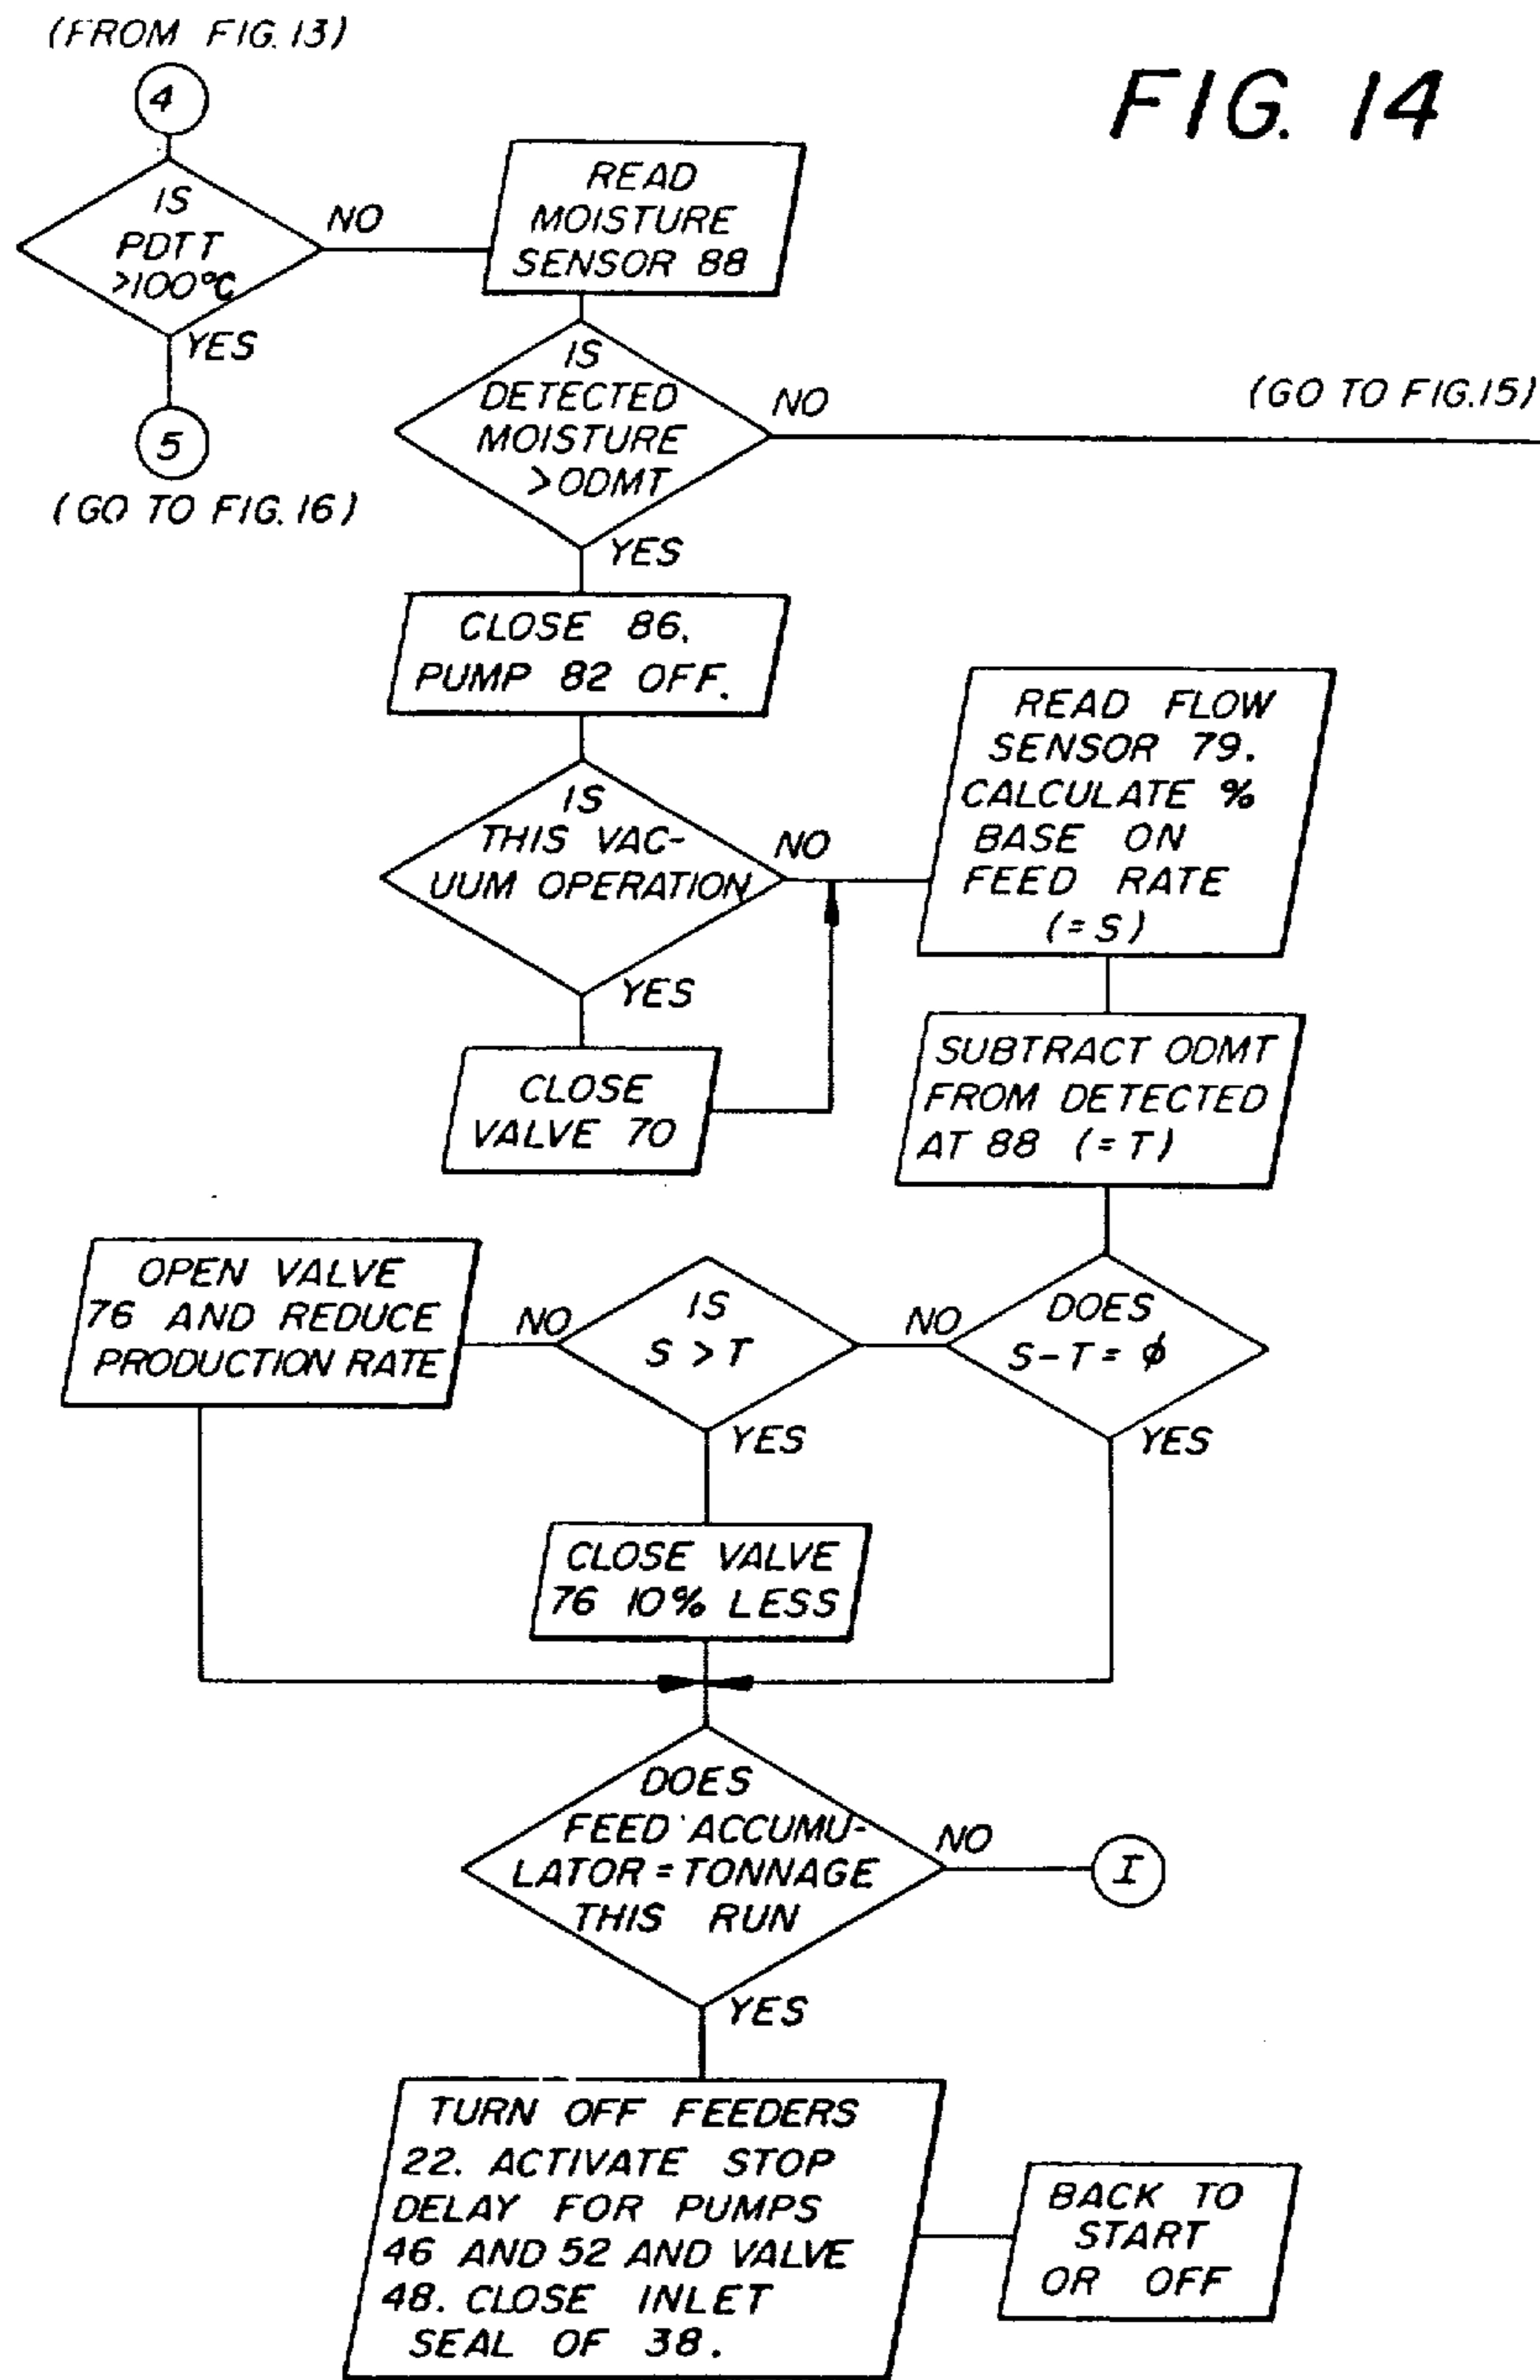 (FROM FIG. 13)
FIG. 14
4
IS
PDTT
>100°C
NO
YES
5
(GO TO FIG. 16)
READ
MOISTURE
SENSOR 88
IS
DETECTED
MOISTURE
>ODMT
NO
(GO TO FIG.15)
YES
CLOSE 86.
PUMP 82 OFF.
IS
THIS VAC-
UUM OPERATION
NO
YES
CLOSE
VALVE 70
READ FLOW
SENSOR 79.
CALCULATE %
BASE ON
FEED RATE
(=S)
SUBTRACT ODMT
FROM DETECTED
AT 88 (=T)
DOES
S-T=ϕ
NO
YES
IS
S > T
NO
YES
OPEN VALVE
76 AND REDUCE
PRODUCTION RATE
CLOSE VALVE
76 10% LESS
DOES
FEED ACCUMU-
LATOR = TONNAGE
THIS RUN
NO
I
YES
TURN OFF FEEDERS
22. ACTIVATE STOP
DELAY FOR PUMPS
46 AND 52 AND VALVE
48. CLOSE INLET
SEAL OF 38.
BACK TO
START
OR OFF